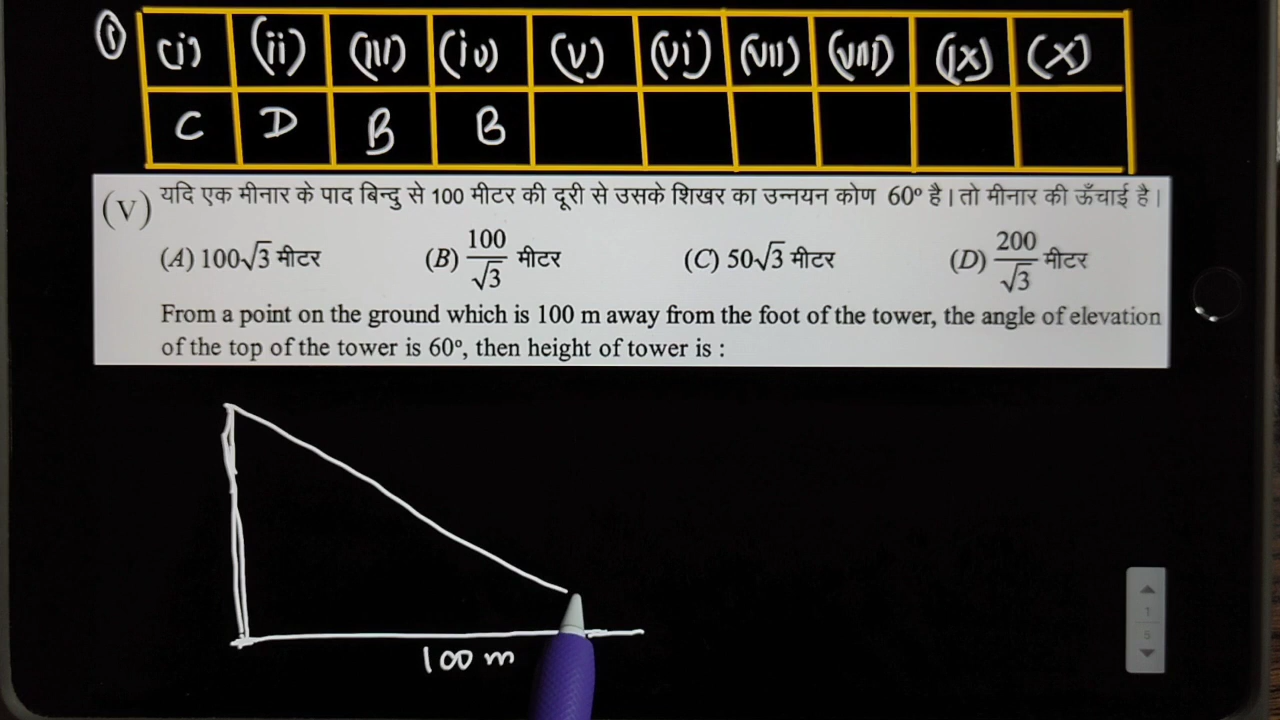 (i) (i) (ii) (iii) (iv) (v) (vi) (vii) (viii) (ix) (x)
C D B B
(v) यदि एक मीनार के पाद बिन्दु से 100 मीटर की दूरी से उसके शिखर का उन्नयन कोण 60° है। तो मीनार की ऊँचाई है।
(A) 100√3 मीटर (B) 100/√3 मीटर (C) 50√3 मीटर (D) 200/√3 मीटर
From a point on the ground which is 100 m away from the foot of the tower, the angle of elevation
of the top of the tower is 60°, then height of tower is :
100 m
1
5